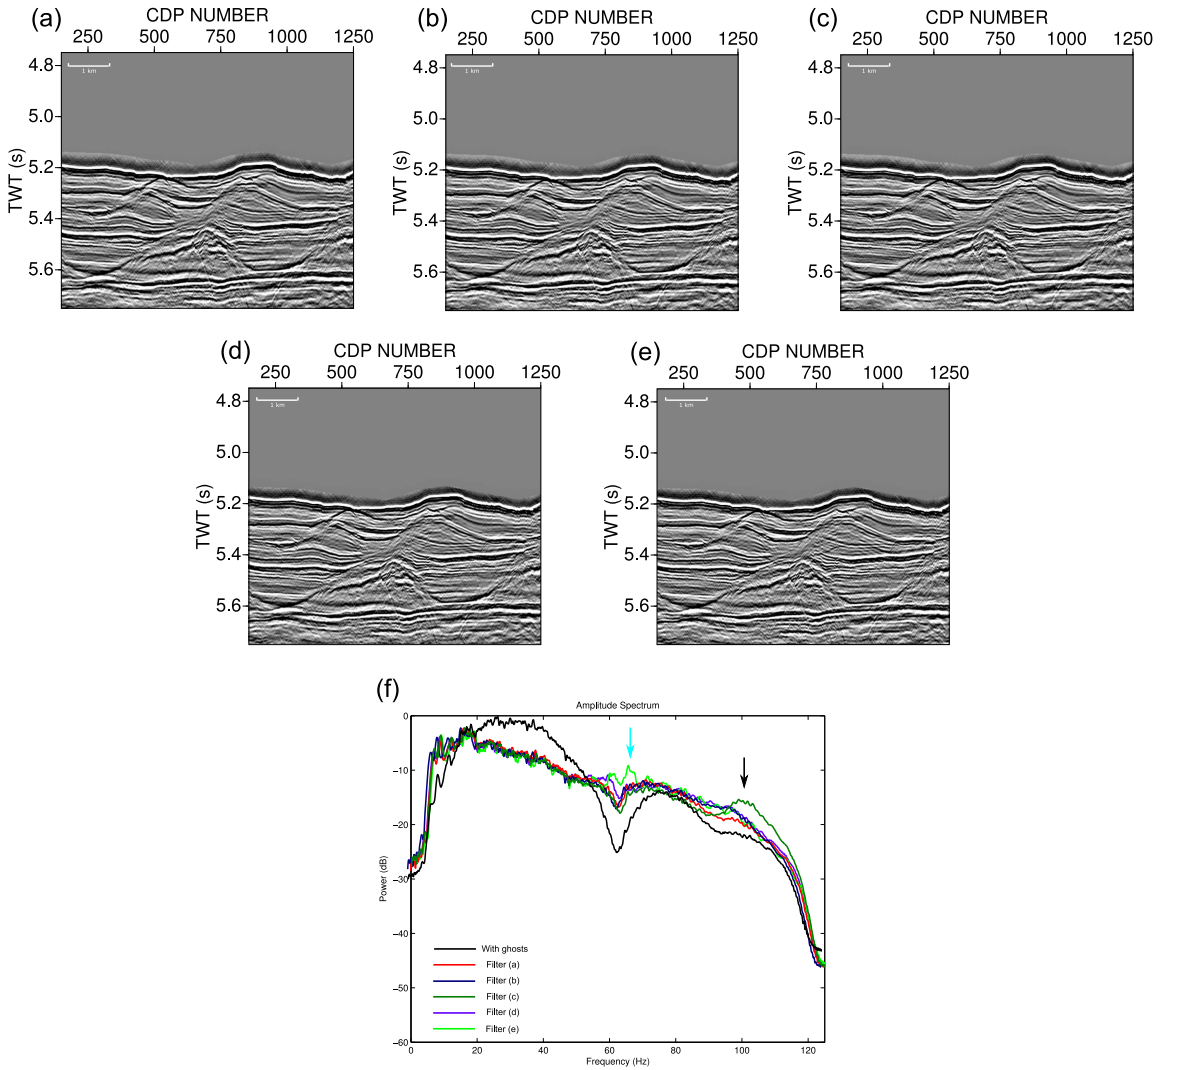 (a)
CDP NUMBER
250 500 750 1000 1250
4.8
5.0
5.2
5.4
5.6
TWT (s)
1 km
(b)
CDP NUMBER
250 500 750 1000 1250
4.8
5.0
5.2
5.4
5.6
TWT (s)
1 km
(c)
CDP NUMBER
250 500 750 1000 1250
4.8
5.0
5.2
5.4
5.6
TWT (s)
1 km
(d)
CDP NUMBER
250 500 750 1000 1250
4.8
5.0
5.2
5.4
5.6
TWT (s)
1 km
(e)
CDP NUMBER
250 500 750 1000 1250
4.8
5.0
5.2
5.4
5.6
TWT (s)
1 km
(f)
Amplitude Spectrum
0
−10
−20
−30
−40
−50
−60
Power (dB)
With ghosts
Filter (a)
Filter (b)
Filter (c)
Filter (d)
Filter (e)
0 20 40 60 80 100 120
Frequency (Hz)